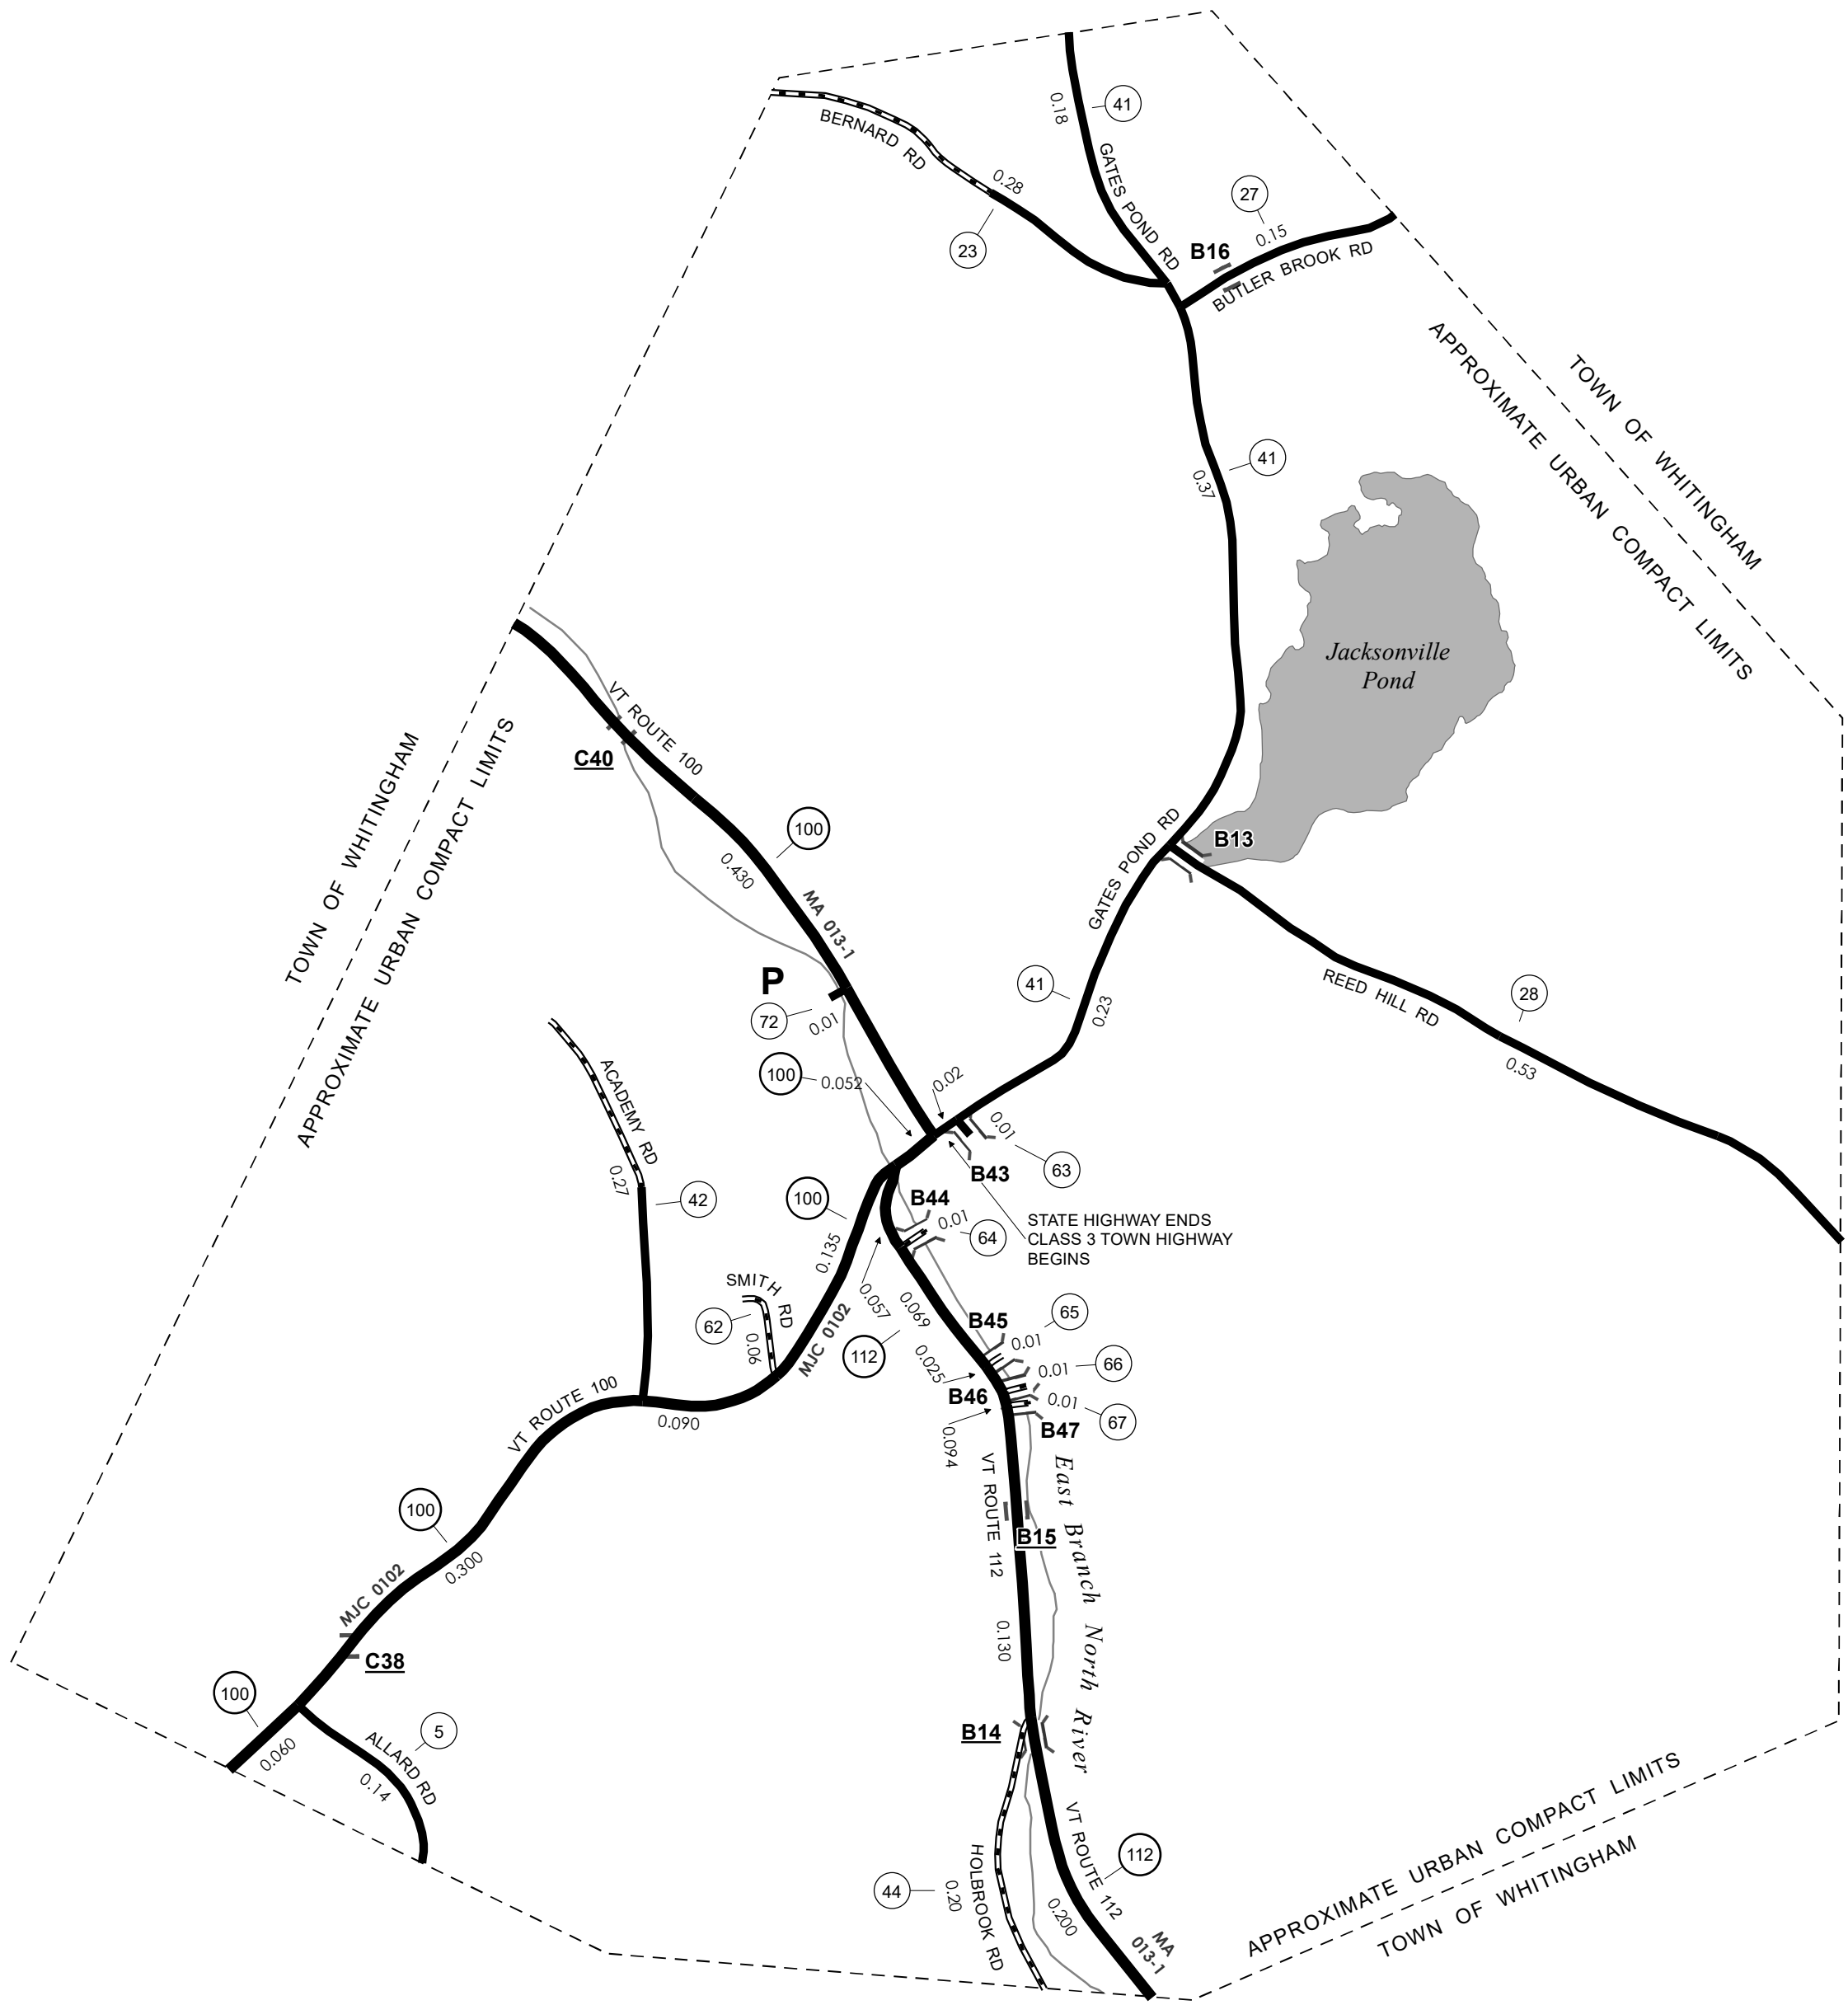 41
0.18
BERNARD RD
GATES POND RD
0.28
27
23
B16
0.15
BUTLER BROOK RD
TOWN OF WHITINGHAM
APPROXIMATE URBAN COMPACT LIMITS
41
0.37
Jacksonville
Pond
VT ROUTE 100
C40
TOWN OF WHITINGHAM
APPROXIMATE URBAN COMPACT LIMITS
100
0.430
GATES POND RD
B13
MA 013-1
P
72
0.01
41
0.23
REED HILL RD
28
0.53
100
0.052
0.02
ACADEMY RD
0.27
42
0.01
63
B43
100
B44
0.01
64
STATE HIGHWAY ENDS
CLASS 3 TOWN HIGHWAY
BEGINS
0.135
SMITH RD
62
0.06
MJC 0102
0.057
0.069
112
B45
65
0.01
0.025
0.01
66
B46
0.01
67
B47
0.094
VT ROUTE 100
0.090
VT ROUTE 112
East Branch North River
100
0.300
B15
MJC 0102
0.130
C38
100
0.060
ALLARD RD
5
0.14
B14
VT ROUTE 112
112
44
0.20
HOLBROOK RD
0.200
MA
013-1
APPROXIMATE URBAN COMPACT LIMITS
TOWN OF WHITINGHAM